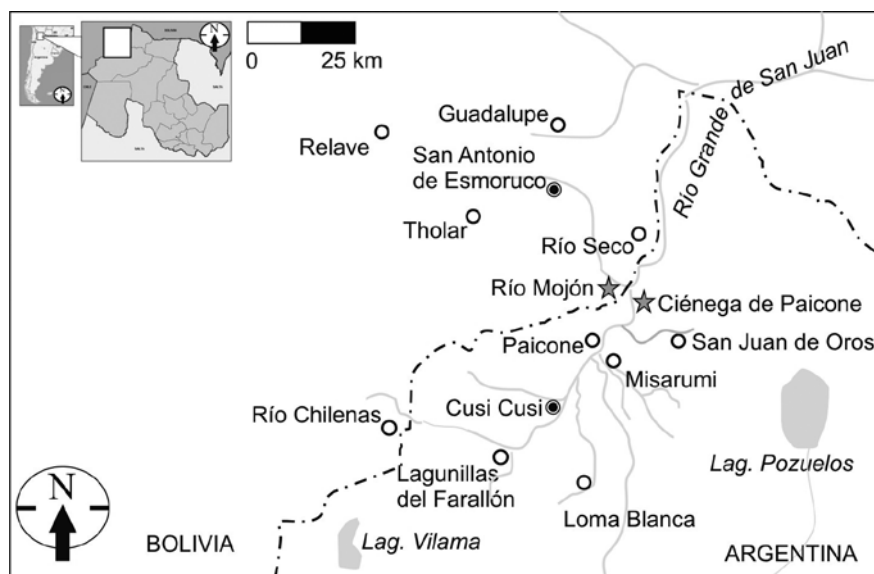 N
N
0 25 km
Río Grande de San Juan
Guadalupe
Relave
San Antonio
de Esmoruco
Tholar
Río Seco
Río Mojón
Ciénega de Paicone
Paicone
San Juan de Oros
Misarumi
Cusi Cusi
Río Chilenas
Lag. Pozuelos
Lagunillas
del Farallón
Loma Blanca
N
BOLIVIA
Lag. Vilama
ARGENTINA